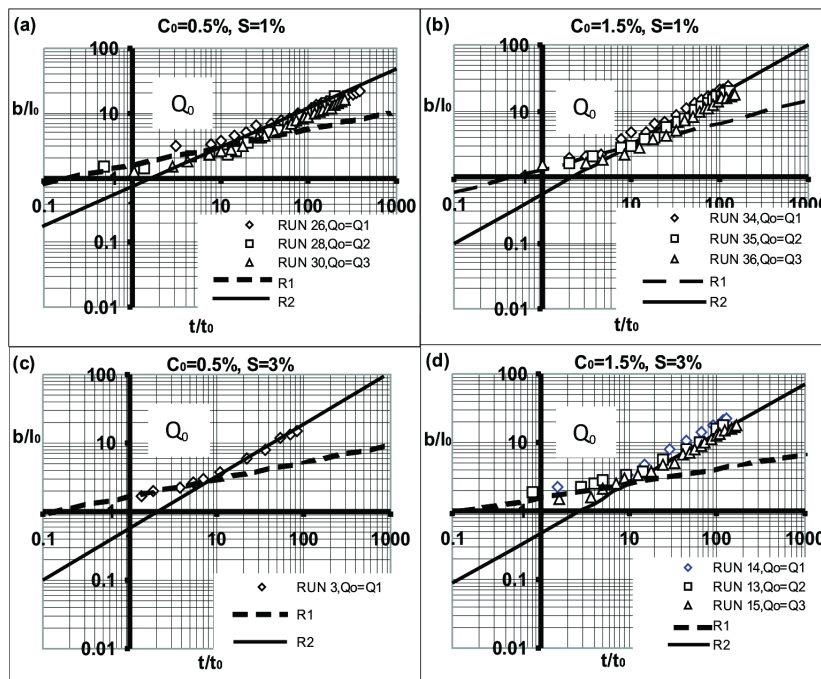 (a) C₀=0.5%, S=1%
100
b/l₀
Q₀
10
0.1 1 10 100 1000
0.1
RUN 26,Qo=Q1
RUN 28,Qo=Q2
RUN 30,Qo=Q3
R1
R2
0.01
t/t₀
(b) C₀=1.5%, S=1%
100
b/l₀
Q₀
10
0.1 1 10 100 1000
0.1
RUN 34,Qo=Q1
RUN 35,Qo=Q2
RUN 36,Qo=Q3
R1
R2
0.01
t/t₀
(c) C₀=0.5%, S=3%
100
b/l₀
Q₀
10
0.1 1 10 100 1000
0.1
RUN 3,Qo=Q1
R1
R2
0.01
t/t₀
(d) C₀=1.5%, S=3%
100
b/l₀
Q₀
10
0.1 1 10 100 1000
0.1
RUN 14,Qo=Q1
RUN 13,Qo=Q2
RUN 15,Qo=Q3
R1
R2
0.01
t/t₀